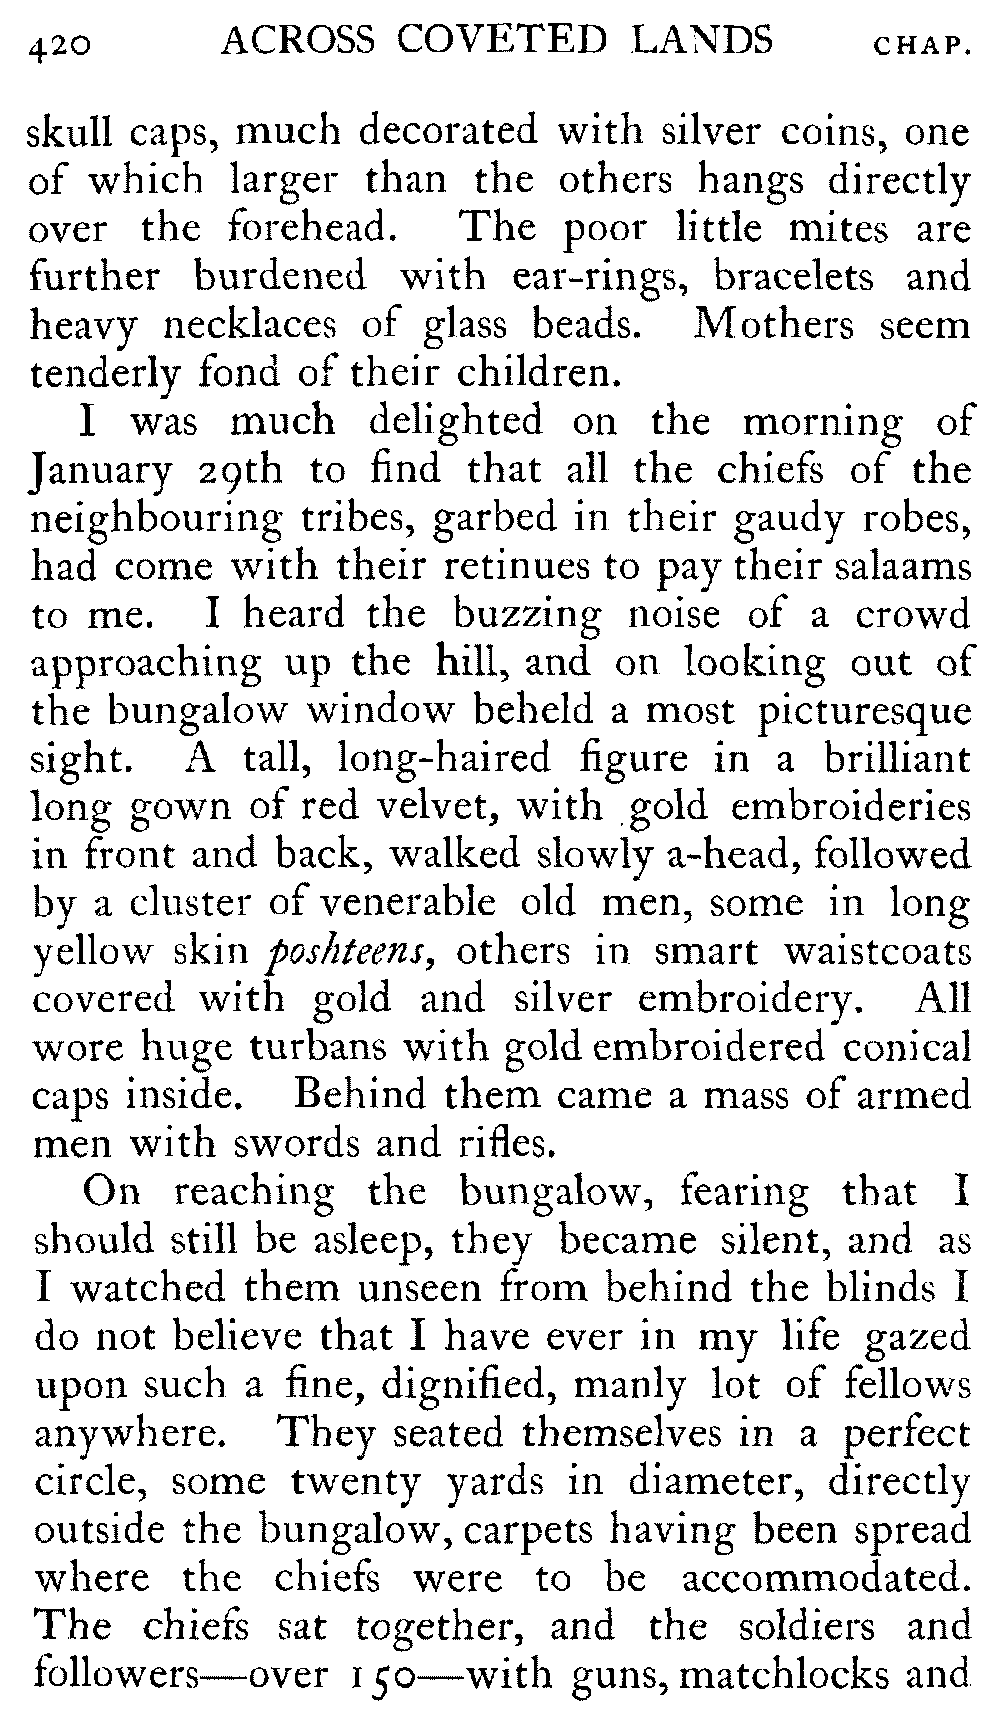 420 ACROSS COVETED LANDS CHAP.
skull caps, much decorated with silver coins, one
of which larger than the others hangs directly
over the forehead. The poor little mites are
further burdened with ear-rings, bracelets and
heavy necklaces of glass beads. Mothers seem
tenderly fond of their children.
I was much delighted on the morning of
January 29th to find that all the chiefs of the
neighbouring tribes, garbed in their gaudy robes,
had come with their retinues to pay their salaams
to me. I heard the buzzing noise of a crowd
approaching up the hill, and on looking out of
the bungalow window beheld a most picturesque
sight. A tall, long-haired figure in a brilliant
long gown of red velvet, with gold embroideries
in front and back, walked slowly a-head, followed
by a cluster of venerable old men, some in long
yellow skin poshteens, others in smart waistcoats
covered with gold and silver embroidery. All
wore huge turbans with gold embroidered conical
caps inside. Behind them came a mass of armed
men with swords and rifles.
On reaching the bungalow, fearing that I
should still be asleep, they became silent, and as
I watched them unseen from behind the blinds I
do not believe that I have ever in my life gazed
upon such a fine, dignified, manly lot of fellows
anywhere. They seated themselves in a perfect
circle, some twenty yards in diameter, directly
outside the bungalow, carpets having been spread
where the chiefs were to be accommodated.
The chiefs sat together, and the soldiers and
followers—over 150—with guns, matchlocks and